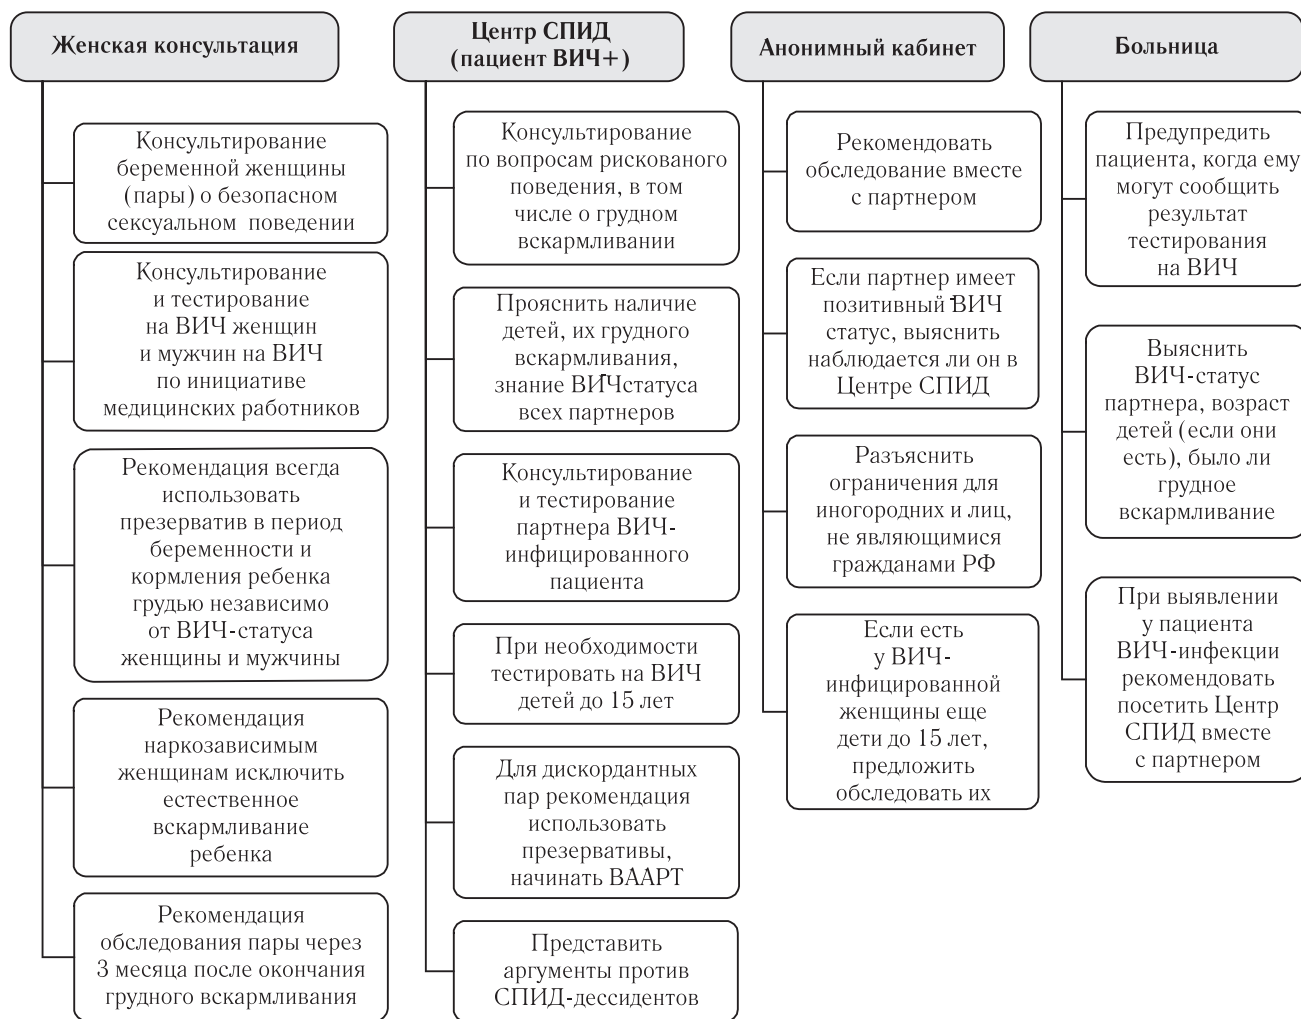 Женская консультация
Консультирование
беременной женщины
(пары) о безопасном
сексуальном поведении
Консультирование
и тестирование
на ВИЧ женщин
и мужчин на ВИЧ
по инициативе
медицинских работников
Рекомендация всегда
использовать
презерватив в период
беременности и
кормления ребенка
грудью независимо
от ВИЧ-статуса
женщины и мужчины
Рекомендация
наркозависимым
женщинам исключить
естественное
вскармливание
ребенка
Рекомендация
обследования пары через
3 месяца после окончания
грудного вскармливания
Центр СПИД
(пациент ВИЧ+)
Консультирование
по вопросам рискованого
поведения, в том
числе о грудном
вскармливании
Прояснить наличие
детей, их грудного
вскармливания,
знание ВИЧ-статуса
всех партнеров
Консультирование
и тестирование
партнера ВИЧ-
инфицированного
пациента
При необходимости
тестировать на ВИЧ
детей до 15 лет
Для дискордантных
пар рекомендация
использовать
презервативы,
начинать ВААРТ
Представить
аргументы против
СПИД-дессидентов
Анонимный кабинет
Рекомендовать
обследование вместе
с партнером
Если партнер имеет
позитивный ВИЧ-
статус, выяснить
наблюдается ли он в
Центре СПИД
Разъяснить
ограничения для
иногородних и лиц,
не являющимися
гражданами РФ
Если есть
у ВИЧ-
инфицированной
женщины еще
дети до 15 лет,
предложить
обследовать их
Больница
Предупредить
пациента, когда ему
могут сообщить
результат
тестирования
на ВИЧ
Выяснить
ВИЧ-статус
партнера, возраст
детей (если они
есть), было ли
грудное
вскармливание
При выявлении
у пациента
ВИЧ-инфекции
рекомендовать
посетить Центр
СПИД вместе
с партнером